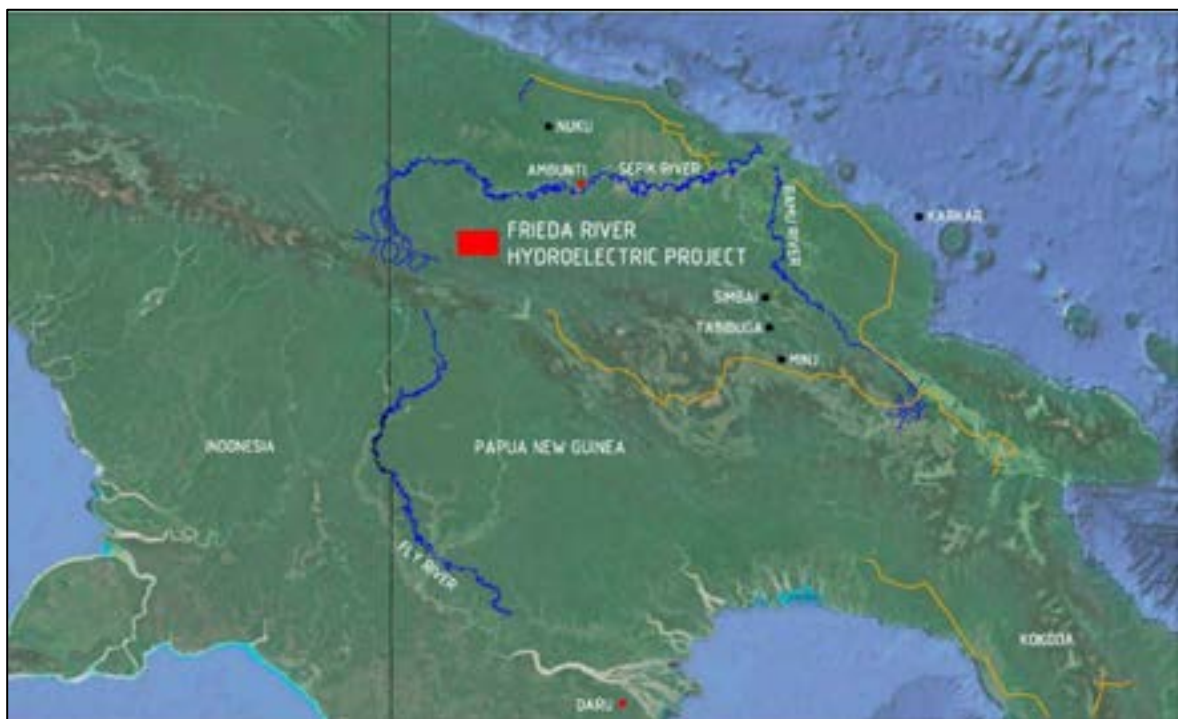 NUKU
AMBUNTI
SEPIK RIVER
RAMU RIVER
KARKAR
FRIEDA RIVER
HYDROELECTRIC PROJECT
SIMBAI
TABIBUGA
MINJ
INDONESIA
PAPUA NEW GUINEA
FLY RIVER
KOKODA
DARU